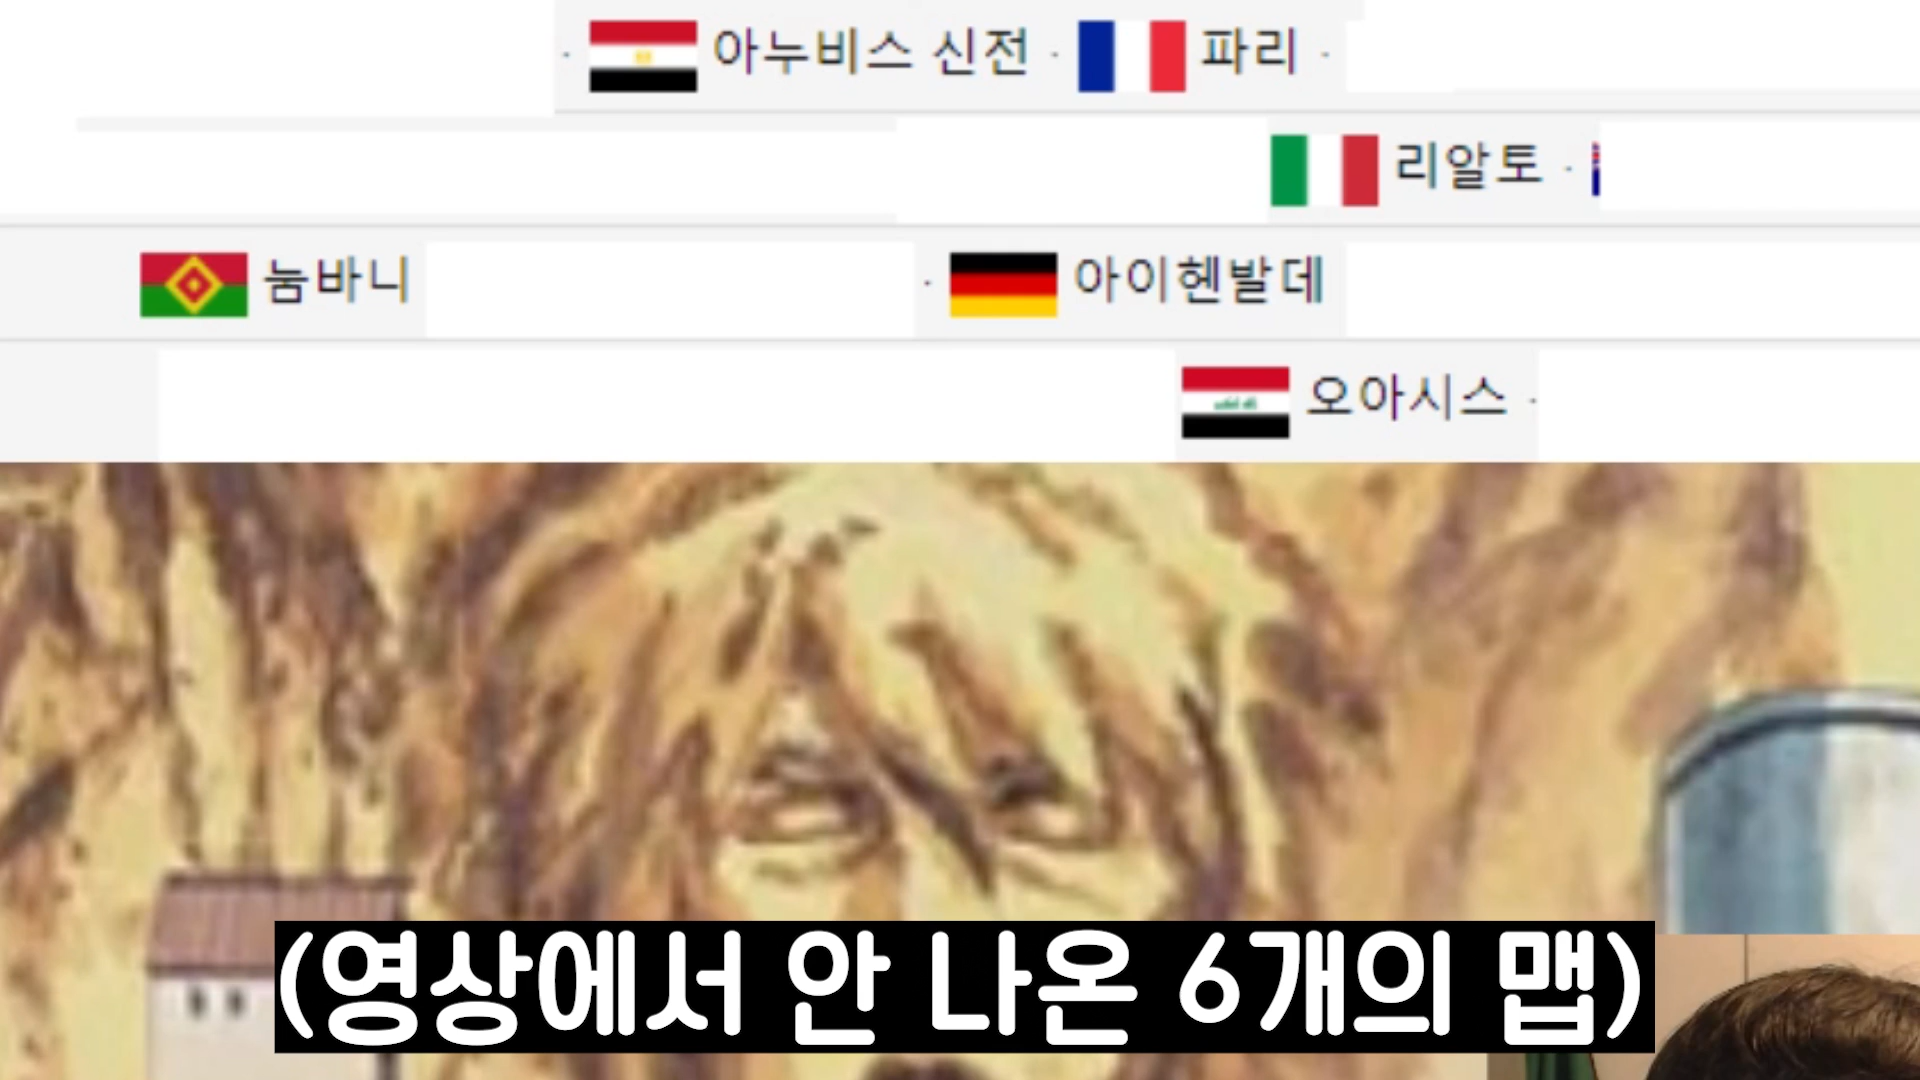 · 아누비스 신전 · 파리 ·
리알토 ·
눔바니 · 아이헨발데
오아시스 ·
(영상에서 안 나온 6개의 맵)